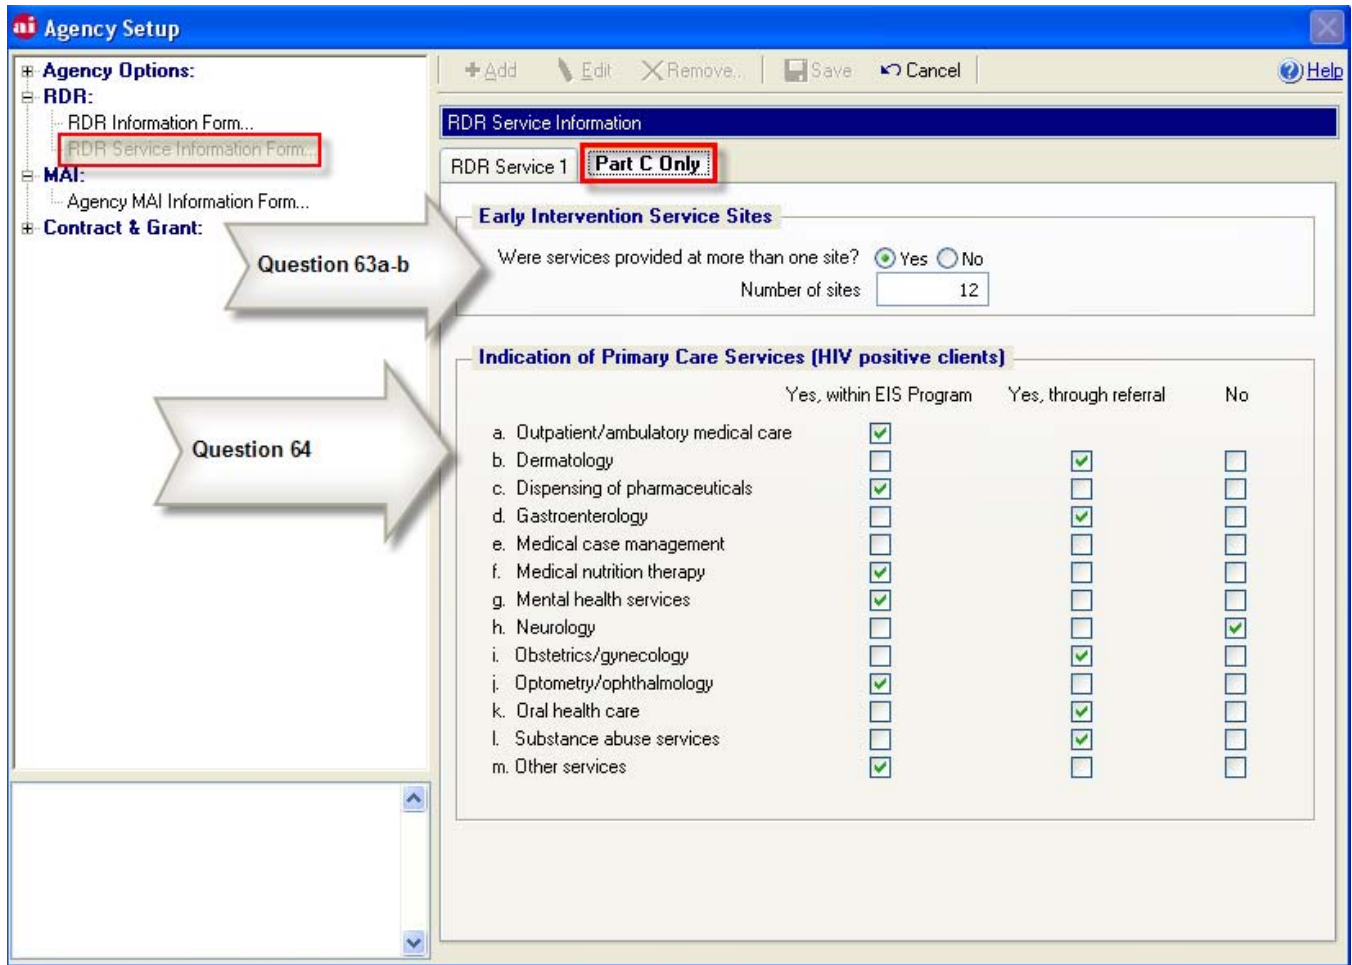 ai Agency Setup
Agency Options:
RDR:
RDR Information Form...
RDR Service Information Form...
MAI:
Agency MAI Information Form...
Contract & Grant:
Add Edit Remove... Save Cancel Help
RDR Service Information
RDR Service 1 Part C Only
Early Intervention Service Sites
Question 63a-b
Were services provided at more than one site? Yes No
Number of sites 12
Indication of Primary Care Services (HIV positive clients)
Question 64
Yes, within EIS Program Yes, through referral No
a. Outpatient/ambulatory medical care
b. Dermatology
c. Dispensing of pharmaceuticals
d. Gastroenterology
e. Medical case management
f. Medical nutrition therapy
g. Mental health services
h. Neurology
i. Obstetrics/gynecology
j. Optometry/ophthalmology
k. Oral health care
l. Substance abuse services
m. Other services